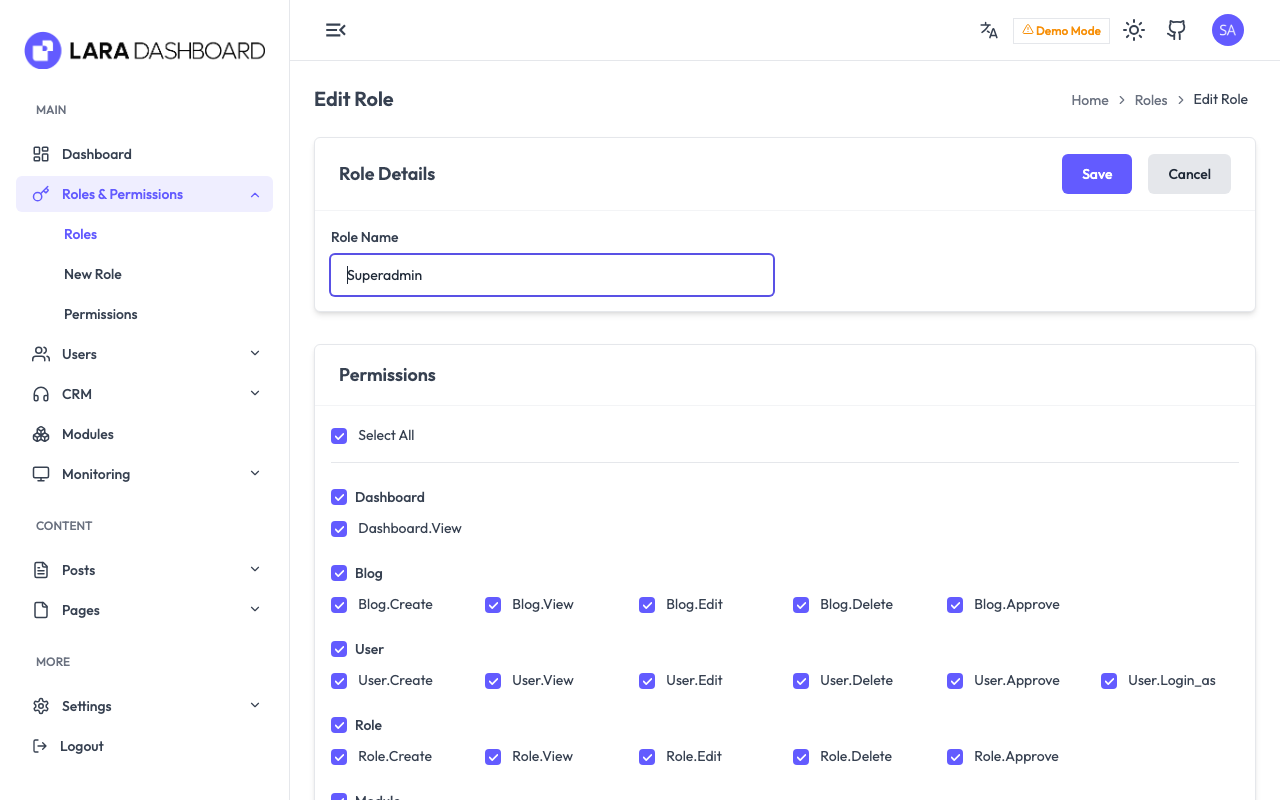 LARA DASHBOARD
MAIN
Dashboard
Roles & Permissions
Roles
New Role
Permissions
Users
CRM
Modules
Monitoring
CONTENT
Posts
Pages
MORE
Settings
Logout
Demo Mode
SA
Edit Role
Home > Roles > Edit Role
Role Details
Save
Cancel
Role Name
Superadmin
Permissions
Select All
Dashboard
Dashboard.View
Blog
Blog.Create Blog.View Blog.Edit Blog.Delete Blog.Approve
User
User.Create User.View User.Edit User.Delete User.Approve User.Login_as
Role
Role.Create Role.View Role.Edit Role.Delete Role.Approve
Module